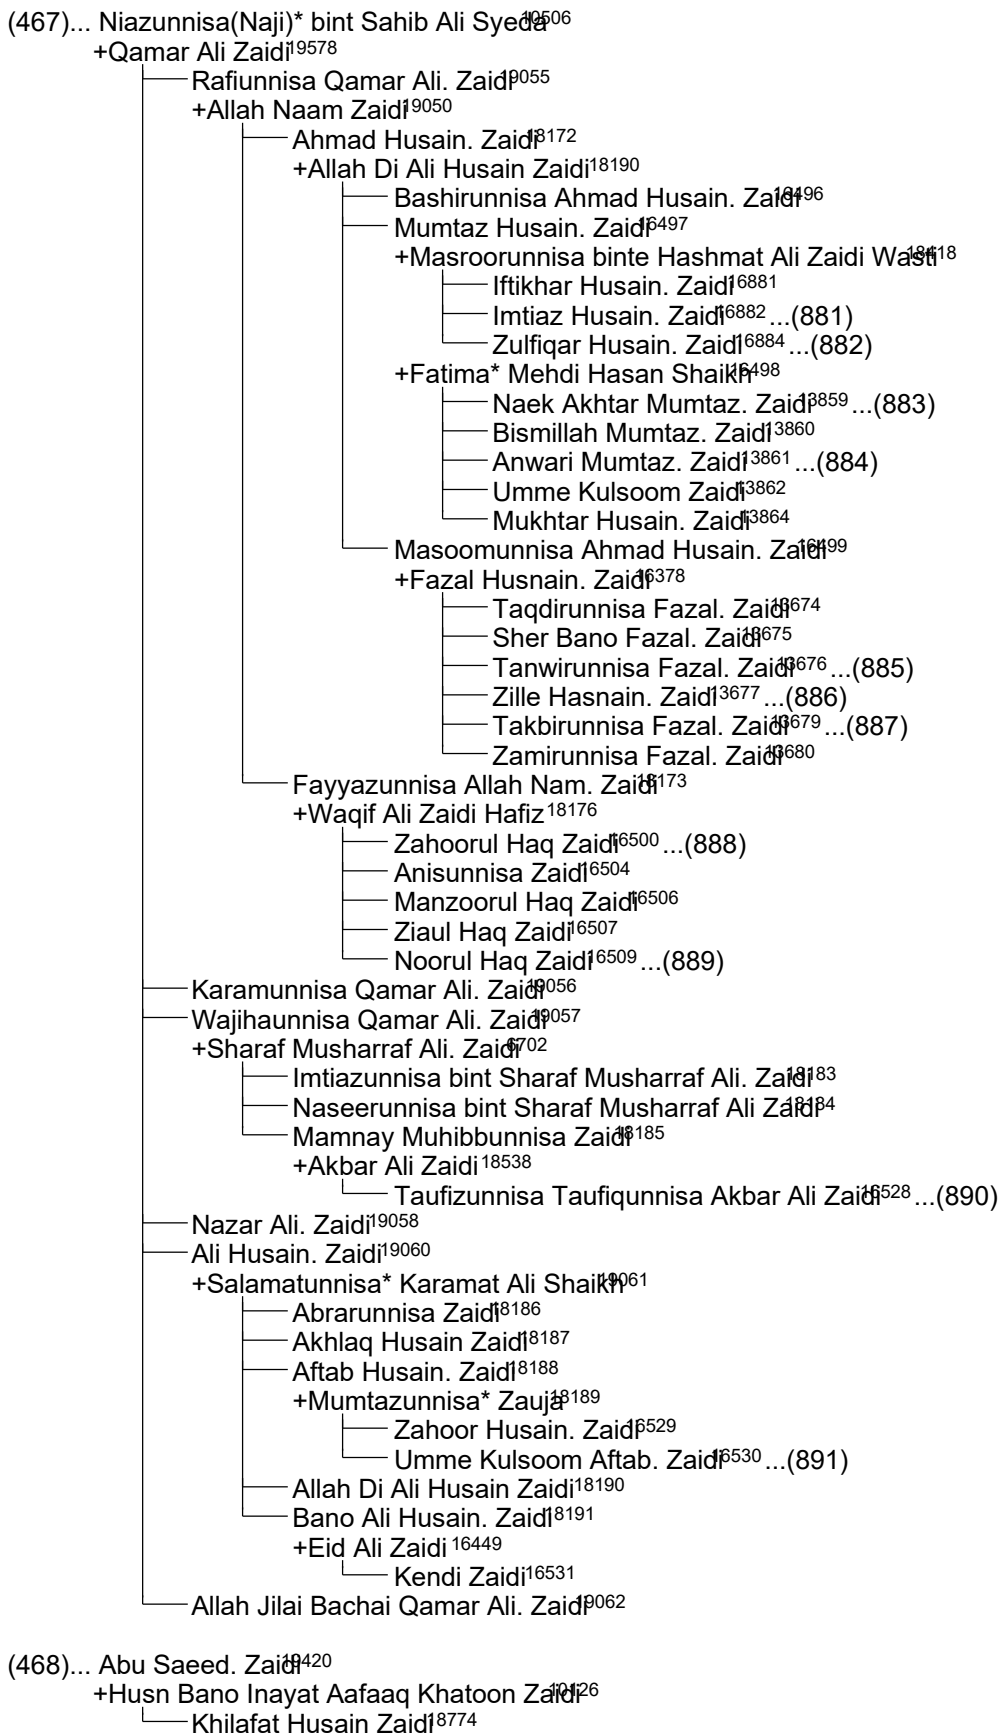 (467)... Niazunnisa(Naji)* bint Sahib Ali Syeda10506
+Qamar Ali Zaidi19578
Rafiunnisa Qamar Ali. Zaidi19055
+Allah Naam Zaidi19050
Ahmad Husain. Zaidi18172
+Allah Di Ali Husain Zaidi18190
Bashirunnisa Ahmad Husain. Zaidi16496
Mumtaz Husain. Zaidi16497
+Masroorunnisa binte Hashmat Ali Zaidi Wasti18418
Iftikhar Husain. Zaidi16881
Imtiaz Husain. Zaidi16882 ...(881)
Zulfiqar Husain. Zaidi16884 ...(882)
+Fatima* Mehdi Hasan Shaikh16498
Naek Akhtar Mumtaz. Zaidi13859 ...(883)
Bismillah Mumtaz. Zaidi13860
Anwari Mumtaz. Zaidi13861 ...(884)
Umme Kulsoom Zaidi13862
Mukhtar Husain. Zaidi13864
Masoomunnisa Ahmad Husain. Zaidi16499
+Fazal Husnain. Zaidi16378
Taqdirunnisa Fazal. Zaidi13674
Sher Bano Fazal. Zaidi13675
Tanwirunnisa Fazal. Zaidi13676 ...(885)
Zille Hasnain. Zaidi13677 ...(886)
Takbirunnisa Fazal. Zaidi13679 ...(887)
Zamirunnisa Fazal. Zaidi13680
Fayyazunnisa Allah Nam. Zaidi18173
+Waqif Ali Zaidi Hafiz18176
Zahoorul Haq Zaidi16500 ...(888)
Anisunnisa Zaidi16504
Manzoorul Haq Zaidi16506
Ziaul Haq Zaidi16507
Noorul Haq Zaidi16509 ...(889)
Karamunnisa Qamar Ali. Zaidi19056
Wajihaunnisa Qamar Ali. Zaidi19057
+Sharaf Musharraf Ali. Zaidi6702
Imtiazunnisa bint Sharaf Musharraf Ali. Zaidi18183
Naseerunnisa bint Sharaf Musharraf Ali Zaidi18184
Mamnay Muhibbunnisa Zaidi18185
+Akbar Ali Zaidi18538
Taufizunnisa Taufiqunnisa Akbar Ali Zaidi16528 ...(890)
Nazar Ali. Zaidi19058
Ali Husain. Zaidi19060
+Salamatunnisa* Karamat Ali Shaikh19061
Abrarunnisa Zaidi18186
Akhlaq Husain Zaidi18187
Aftab Husain. Zaidi18188
+Mumtazunnisa* Zauja18189
Zahoor Husain. Zaidi16529
Umme Kulsoom Aftab. Zaidi16530 ...(891)
Allah Di Ali Husain Zaidi18190
Bano Ali Husain. Zaidi18191
+Eid Ali Zaidi16449
Kendi Zaidi16531
Allah Jilai Bachai Qamar Ali. Zaidi19062
(468)... Abu Saeed. Zaidi19420
+Husn Bano Inayat Aafaaq Khatoon Zaidi10126
Khilafat Husain Zaidi18774